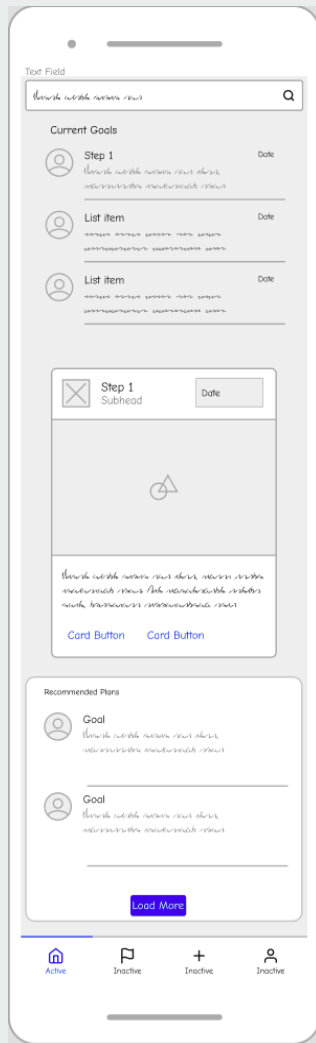 Text Field
Current Goals
Step 1
Date
List item
Date
List item
Date
Step 1
Subhead
Date
Card Button Card Button
Recommended Plans
Goal
Goal
Load More
Active Inactive Inactive Inactive